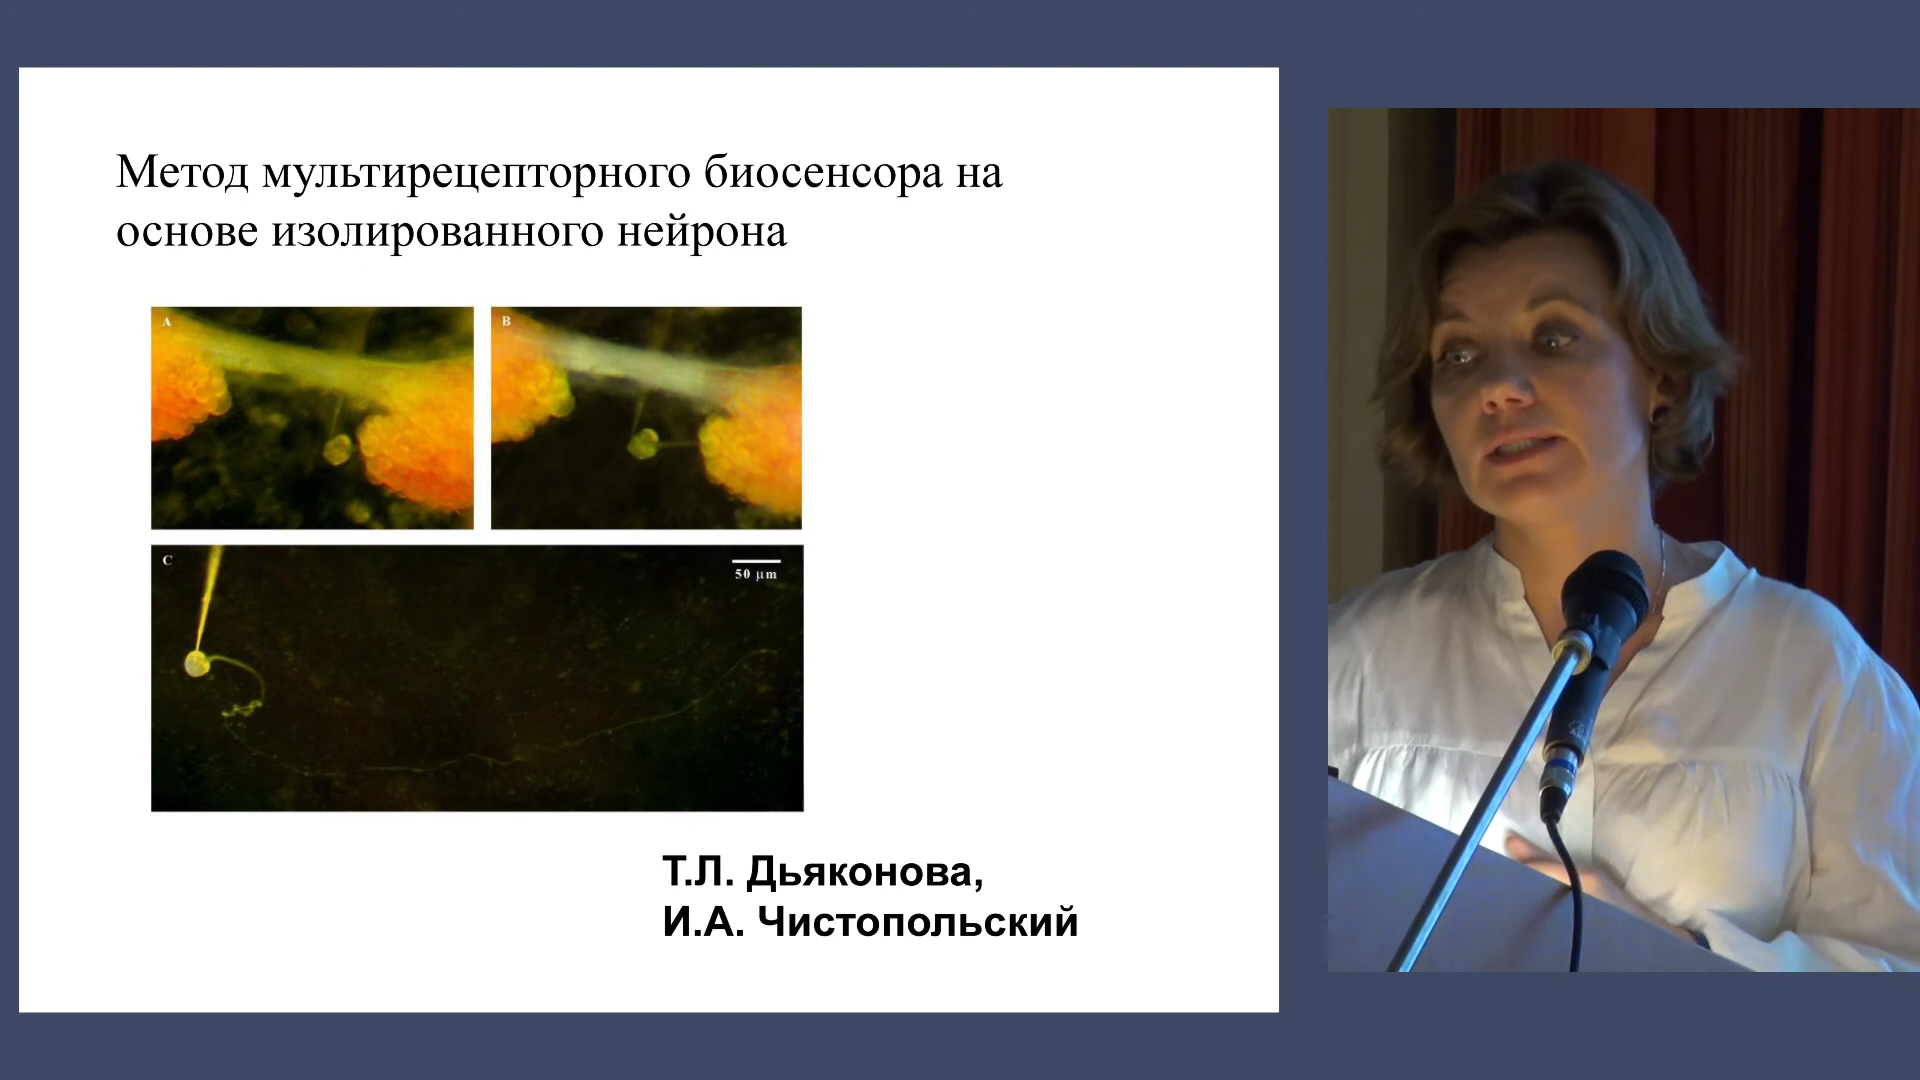 Метод мультирецепторного биосенсора на
основе изолированного нейрона
A
B
C
50 μm
Т.Л. Дьяконова,
И.А. Чистопольский